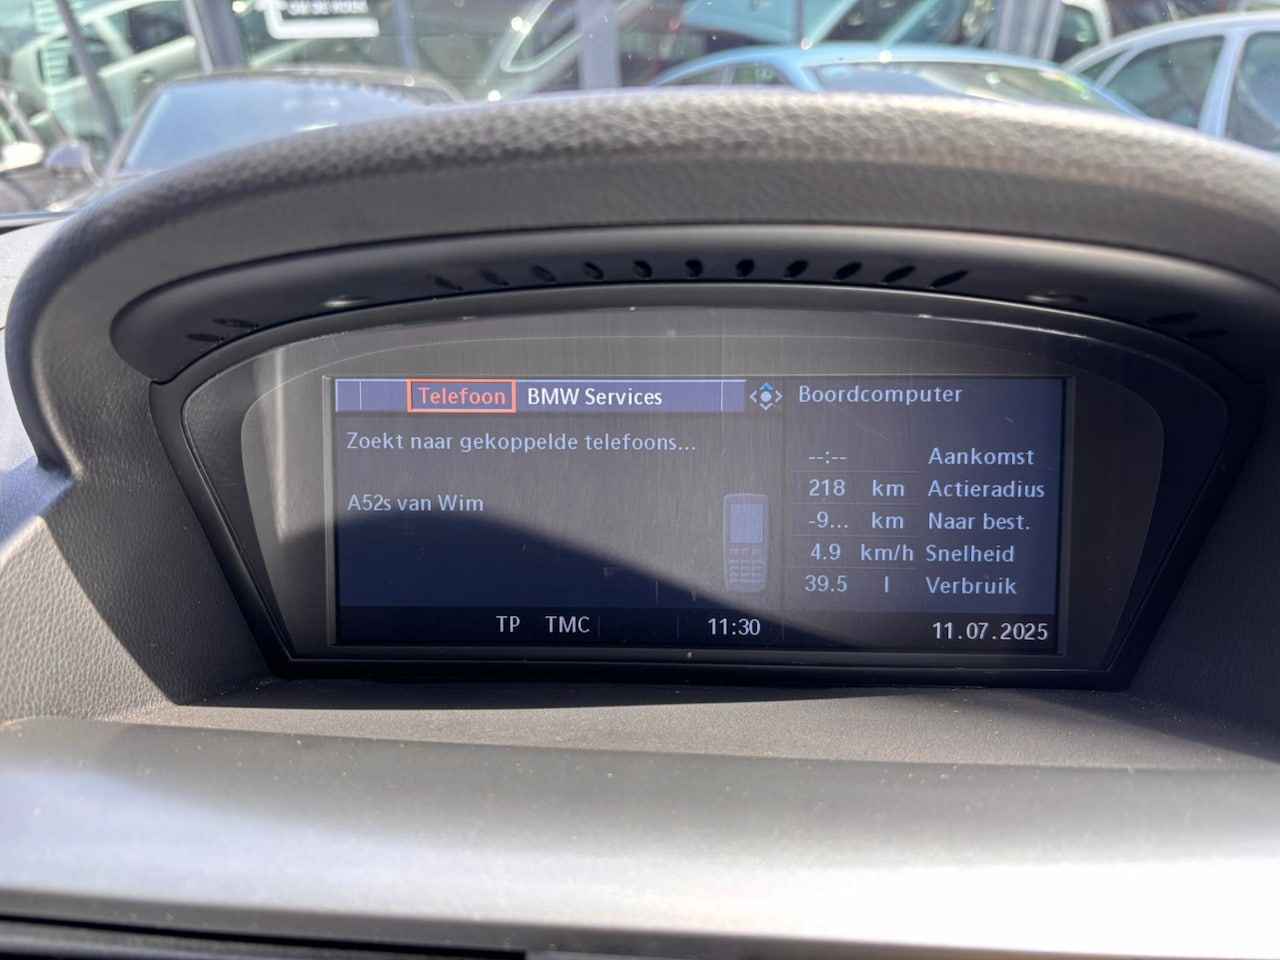 Telefoon BMW Services
Zoekt naar gekoppelde telefoons...
A52s van Wim
TP TMC 11:30
Boordcomputer
--:-- Aankomst
218 km Actieradius
-9... km Naar best.
4.9 km/h Snelheid
39.5 l Verbruik
11.07.2025